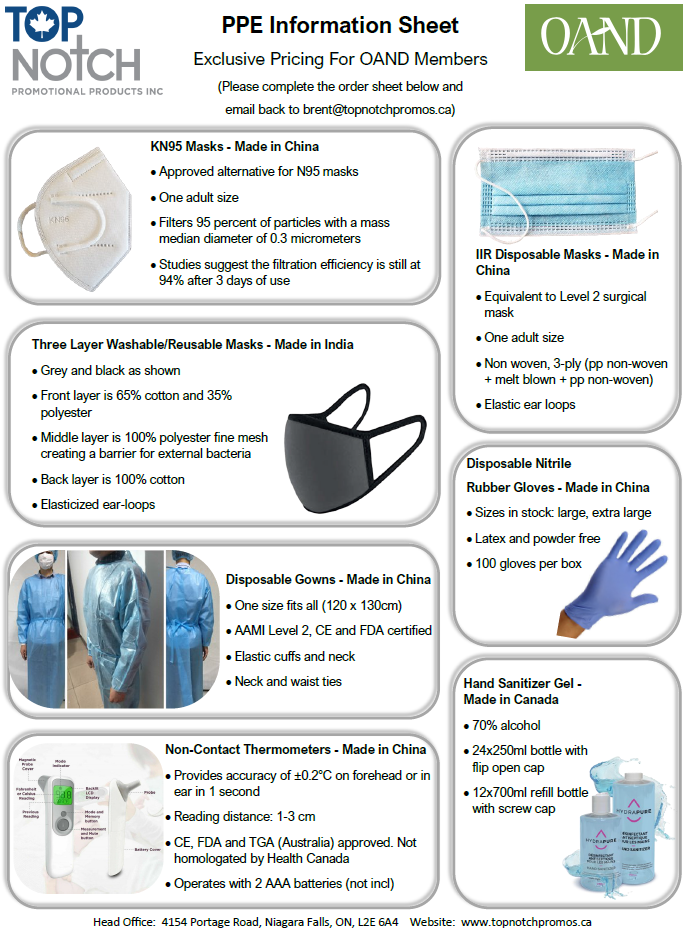 TOP
NOTCH
PROMOTIONAL PRODUCTS INC
PPE Information Sheet
Exclusive Pricing For OAND Members
(Please complete the order sheet below and
email back to brent@topnotchpromos.ca)
OAND
KN95 Masks - Made in China
• Approved alternative for N95 masks
• One adult size
• Filters 95 percent of particles with a mass
median diameter of 0.3 micrometers
• Studies suggest the filtration efficiency is still at
94% after 3 days of use
IIR Disposable Masks - Made in
China
• Equivalent to Level 2 surgical
mask
• One adult size
• Non woven, 3-ply (pp non-woven
+ melt blown + pp non-woven)
• Elastic ear loops
Three Layer Washable/Reusable Masks - Made in India
• Grey and black as shown
• Front layer is 65% cotton and 35%
polyester
• Middle layer is 100% polyester fine mesh
creating a barrier for external bacteria
• Back layer is 100% cotton
• Elasticized ear-loops
Disposable Nitrile
Rubber Gloves - Made in China
• Sizes in stock: large, extra large
• Latex and powder free
• 100 gloves per box
Disposable Gowns - Made in China
• One size fits all (120 x 130cm)
• AAMI Level 2, CE and FDA certified
• Elastic cuffs and neck
• Neck and waist ties
Hand Sanitizer Gel -
Made in Canada
• 70% alcohol
• 24x250ml bottle with
flip open cap
• 12x700ml refill bottle
with screw cap
HYDRAPURE
HYDRAPURE
Non-Contact Thermometers - Made in China
• Provides accuracy of ±0.2°C on forehead or in
ear in 1 second
• Reading distance: 1-3 cm
• CE, FDA and TGA (Australia) approved. Not
homologated by Health Canada
• Operates with 2 AAA batteries (not incl)
Magnetic
Probe
Cover
Mode
Indicator
Fahrenheit
or Celsius
Reading
Backlit
LCD
Display
Probe
Previous
Reading
Mode and
Memory
button
Measurement
and Mute
button
Battery Cover
Head Office: 4154 Portage Road, Niagara Falls, ON, L2E 6A4 Website: www.topnotchpromos.ca